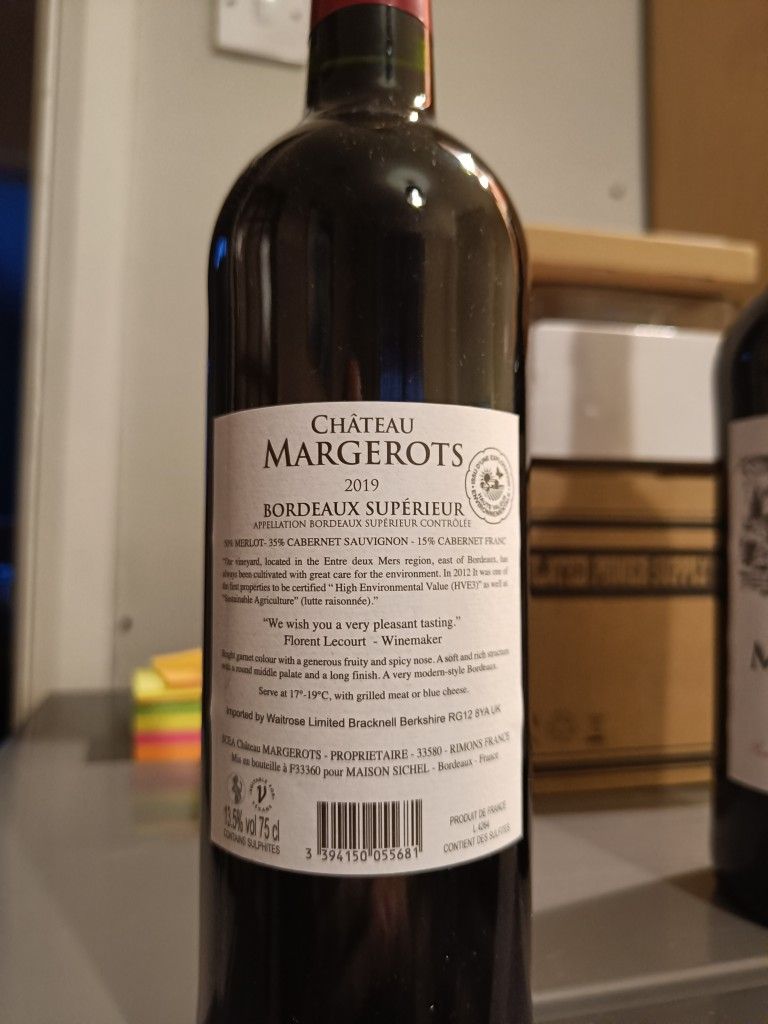 CHÂTEAU
MARGEROTS
2019
BORDEAUX SUPÉRIEUR
APPELLATION BORDEAUX SUPÉRIEUR CONTRÔLÉE
50% MERLOT- 35% CABERNET SAUVIGNON - 15% CABERNET FRANC
"Our vineyard, located in the Entre deux Mers region, east of Bordeaux, has
always been cultivated with great care for the environment. In 2012 It was one of
the first properties to be certified " High Environmental Value (HVE3)" as well as
"Sustainable Agriculture" (lutte raisonnée)."
"We wish you a very pleasant tasting."
Florent Lecourt - Winemaker
Bright garnet colour with a generous fruity and spicy nose. A soft and rich structure
with a round middle palate and a long finish. A very modern-style Bordeaux.
Serve at 17°-19°C, with grilled meat or blue cheese.
Imported by Waitrose Limited Bracknell Berkshire RG12 8YA UK
SCEA Château MARGEROTS - PROPRIETAIRE - 33580 - RIMONS FRANCE
Mis en bouteille à F33360 pour MAISON SICHEL - Bordeaux - France
13.5% vol 75 cl
CONTAINS SULPHITES
3 394150 055681
PRODUIT DE FRANCE
CONTIENT DES SULFITES
ISSU D'UNE EXPLOITATION
HAUTE VALEUR
ENVIRONNEMENTALE
M